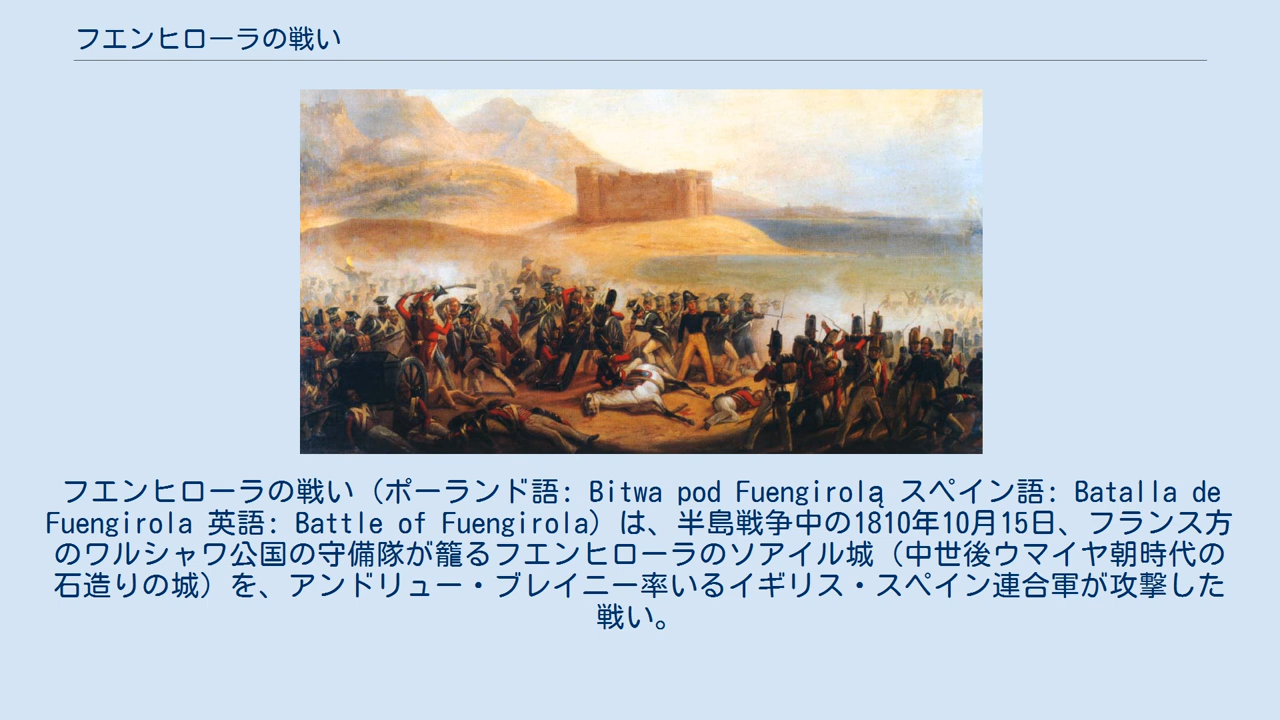 フエンヒローラの戦い
フエンヒローラの戦い（ポーランド語: Bitwa pod Fuengirolą スペイン語: Batalla de
Fuengirola 英語: Battle of Fuengirola）は、半島戦争中の1810年10月15日、フランス方
のワルシャワ公国の守備隊が籠るフエンヒローラのソアイル城（中世後ウマイヤ朝時代の
石造りの城）を、アンドリュー・ブレイニー率いるイギリス・スペイン連合軍が攻撃した
戦い。